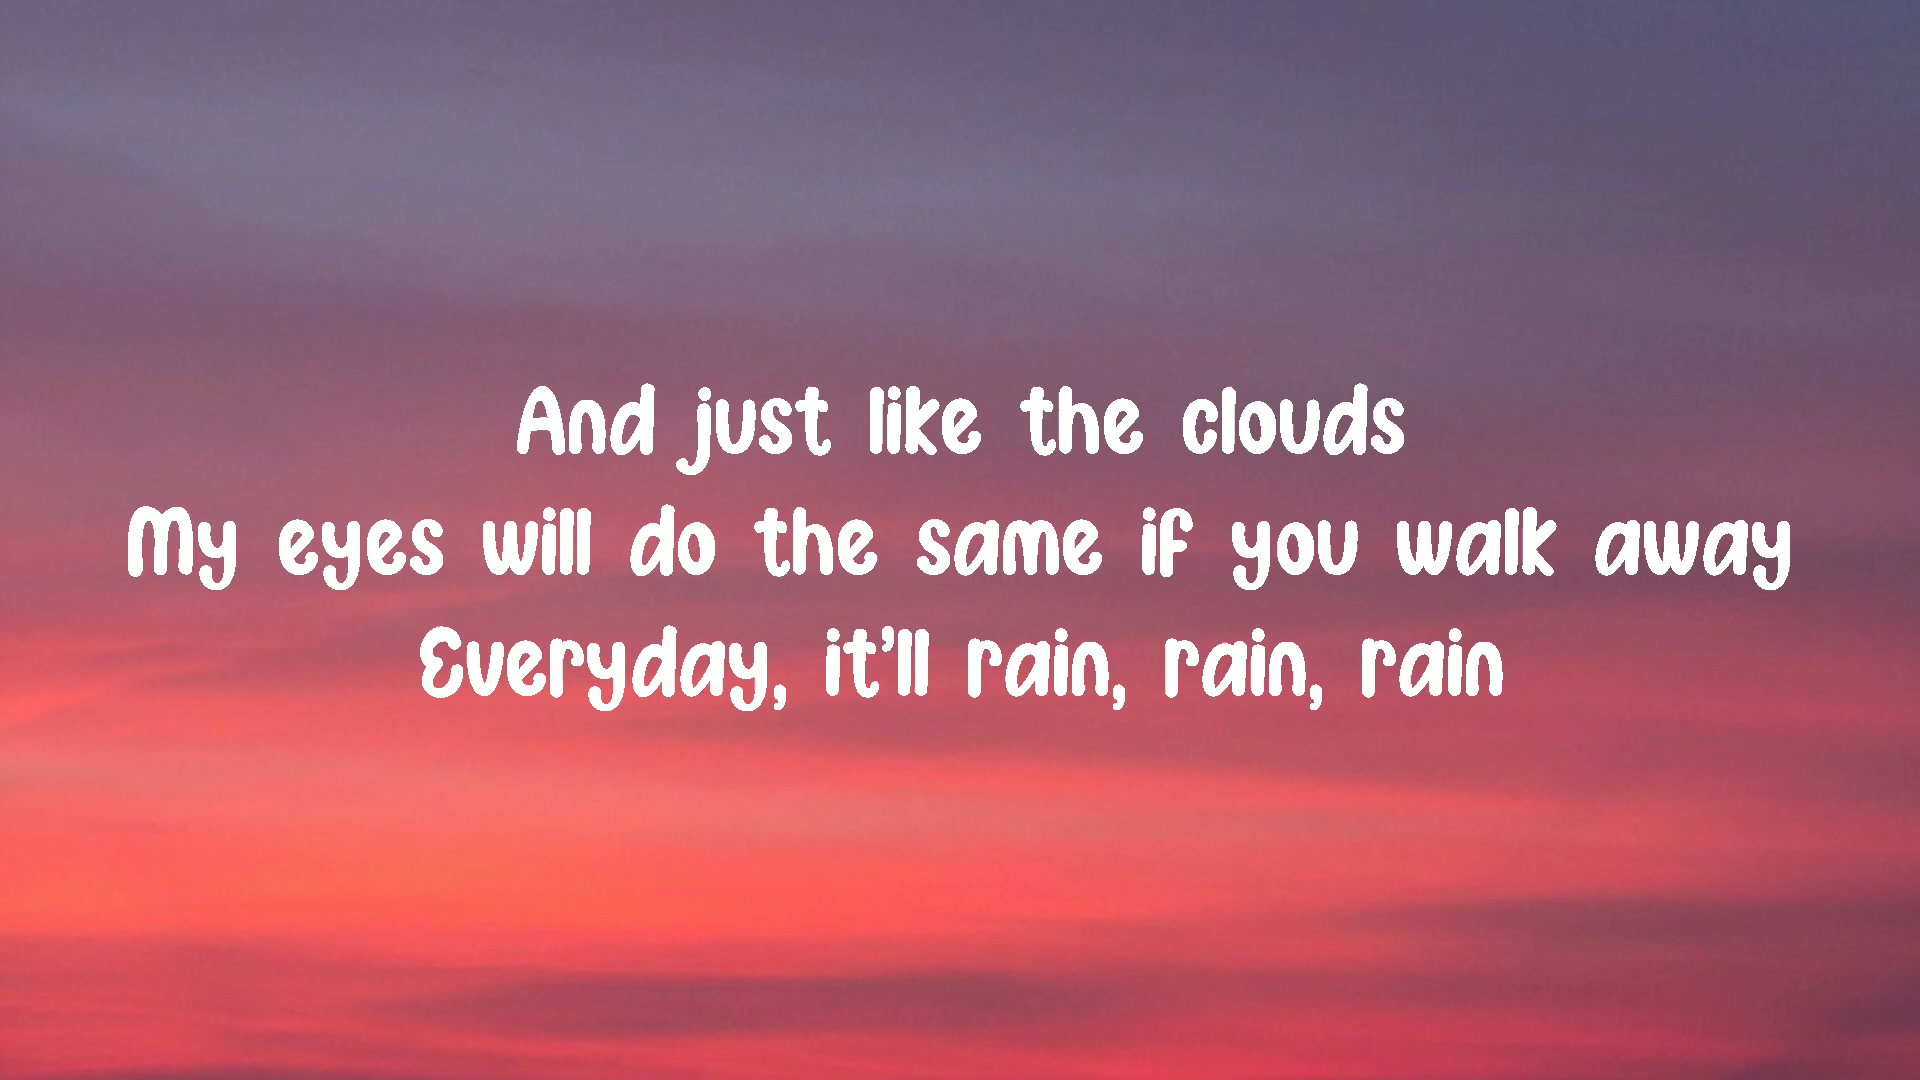 And just like the clouds
My eyes will do the same if you walk away
Everyday, it'll rain, rain, rain